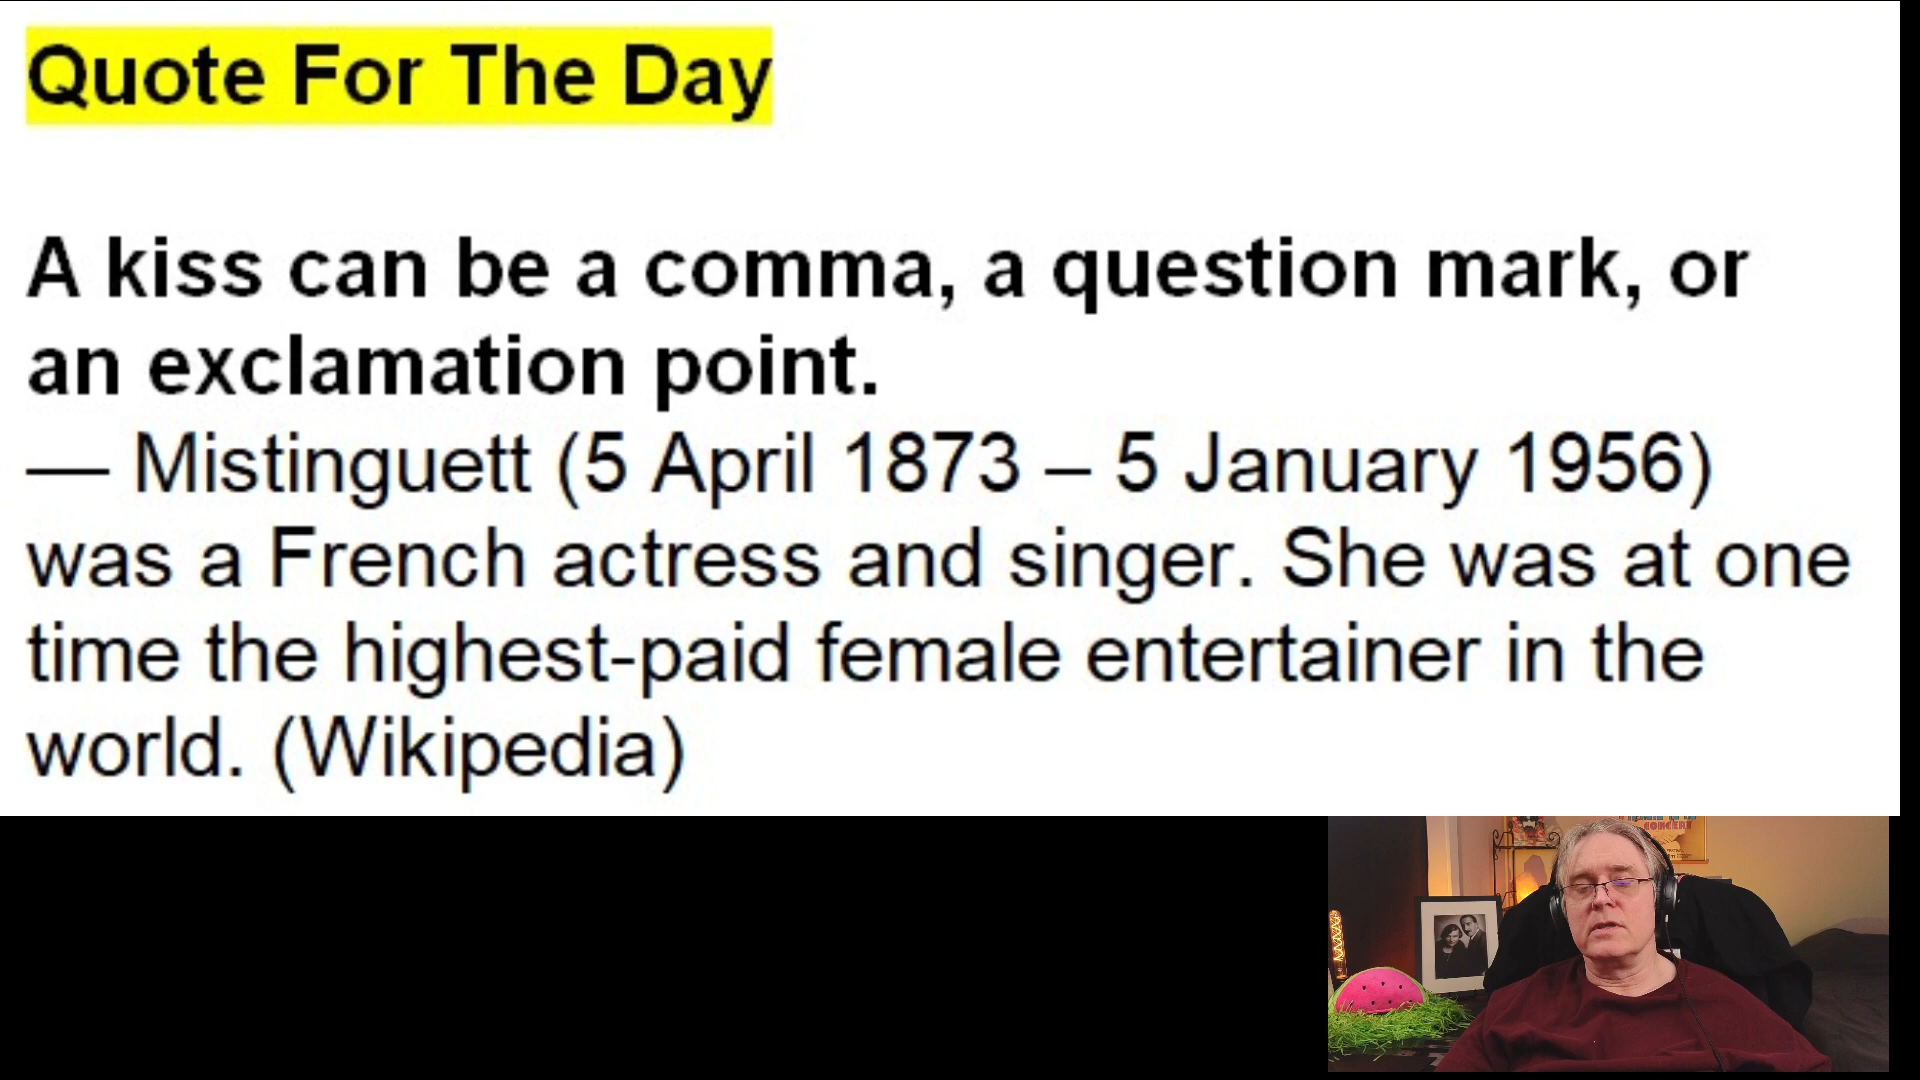 Quote For The Day
A kiss can be a comma, a question mark, or
an exclamation point.
— Mistinguett (5 April 1873 – 5 January 1956)
was a French actress and singer. She was at one
time the highest-paid female entertainer in the
world. (Wikipedia)
CONCERT